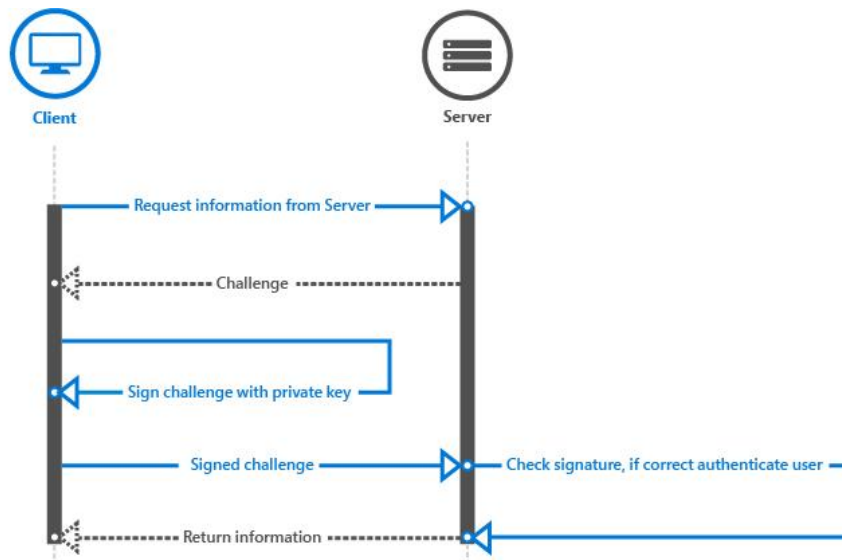 Client
Server
Request information from Server
Challenge
Sign challenge with private key
Signed challenge
Check signature, if correct authenticate user
Return information